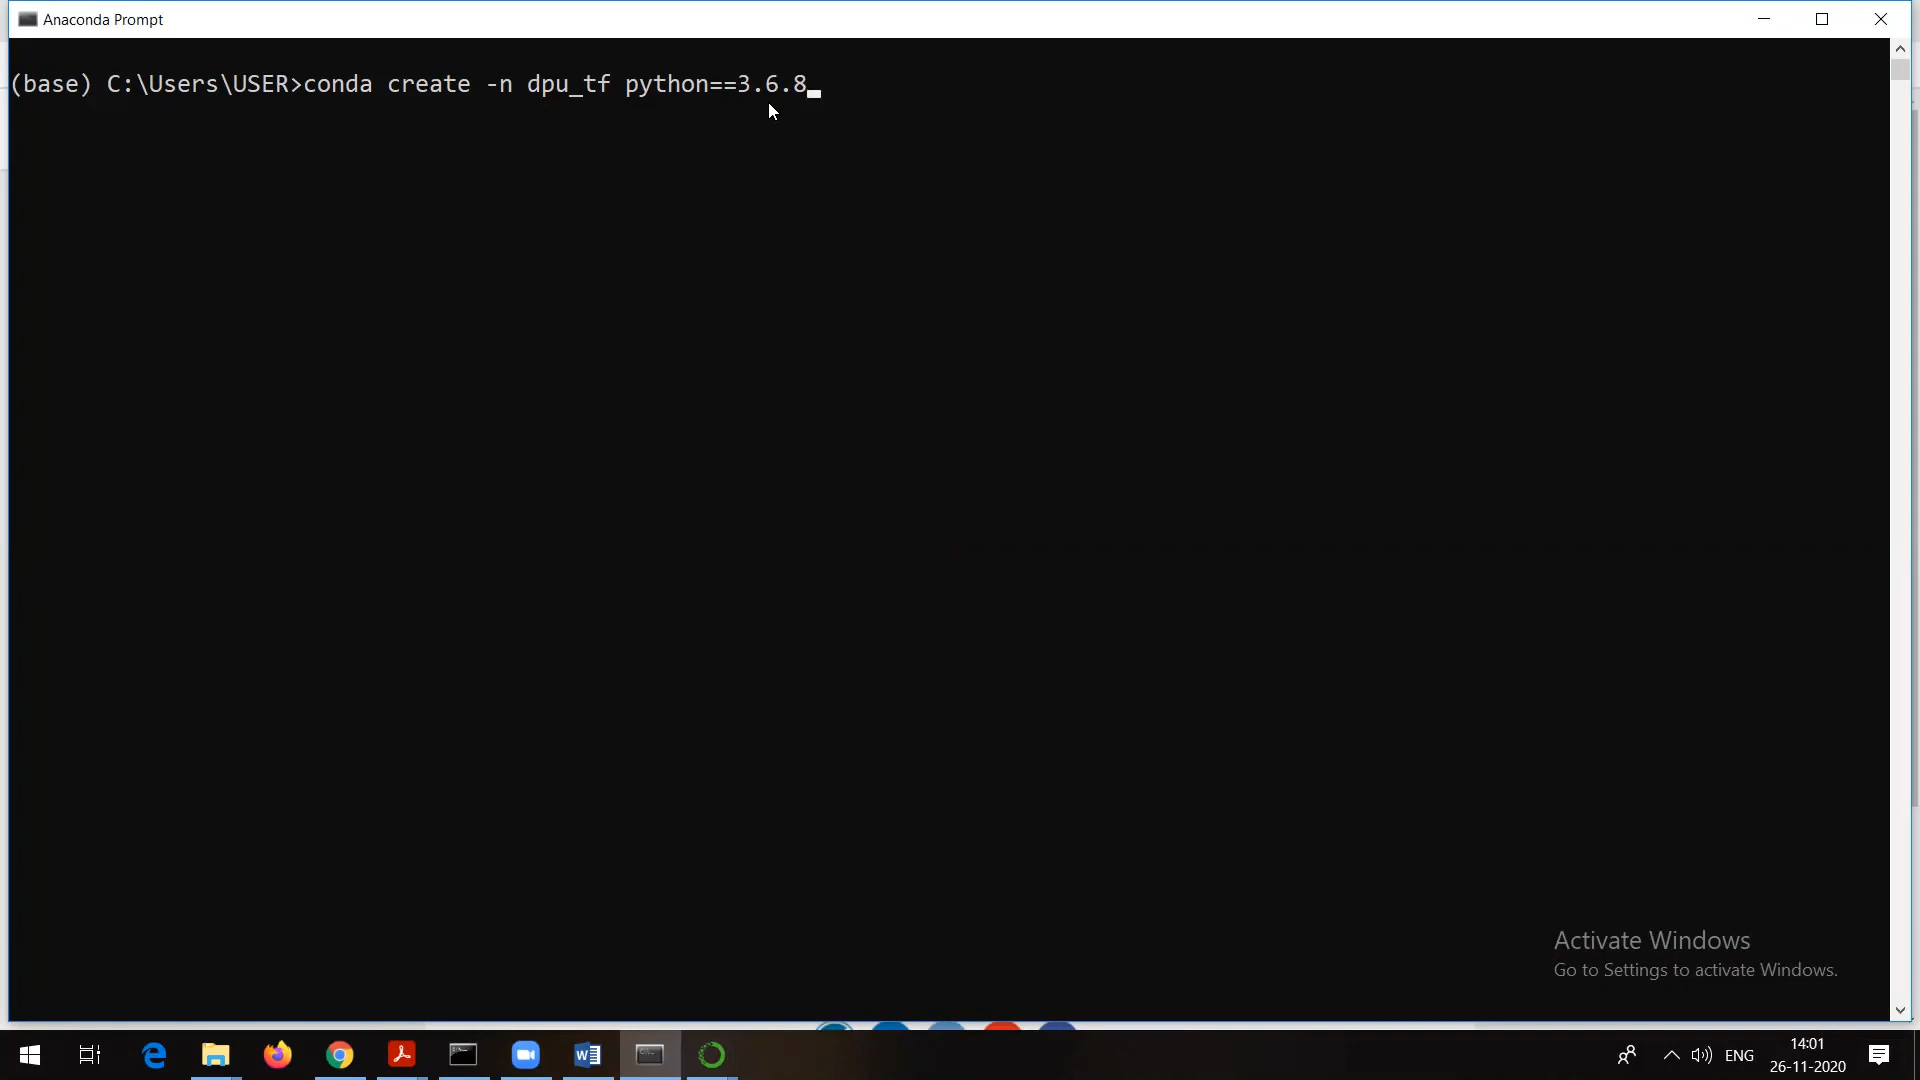 Anaconda Prompt
(base) C:\Users\USER>conda create -n dpu_tf python==3.6.8
Activate Windows
Go to Settings to activate Windows.
ENG
14:01
26-11-2020